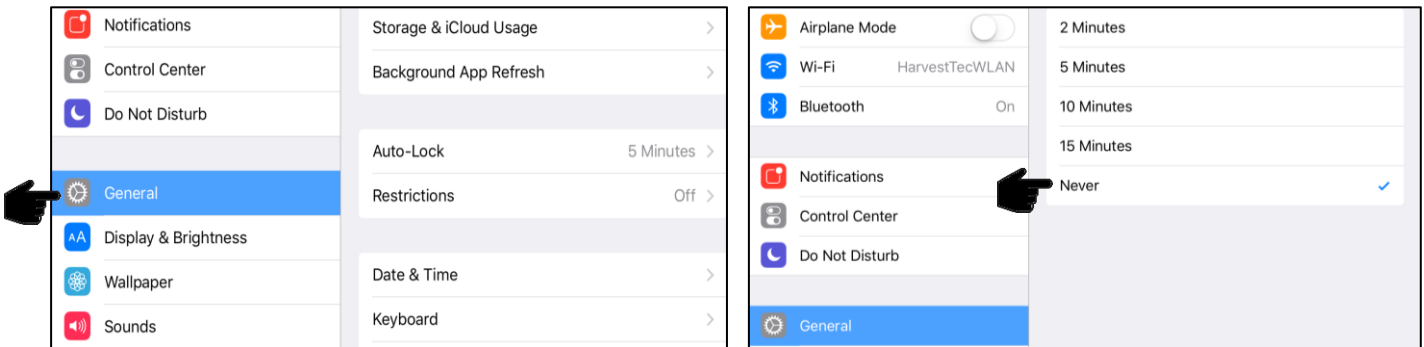 Notifications
Control Center
Do Not Disturb
General
Display & Brightness
Wallpaper
Sounds
Storage & iCloud Usage
Background App Refresh
Auto-Lock 5 Minutes
Restrictions Off
Date & Time
Keyboard
Airplane Mode
Wi-Fi HarvestTecWLAN
Bluetooth On
Notifications
Control Center
Do Not Disturb
General
2 Minutes
5 Minutes
10 Minutes
15 Minutes
Never